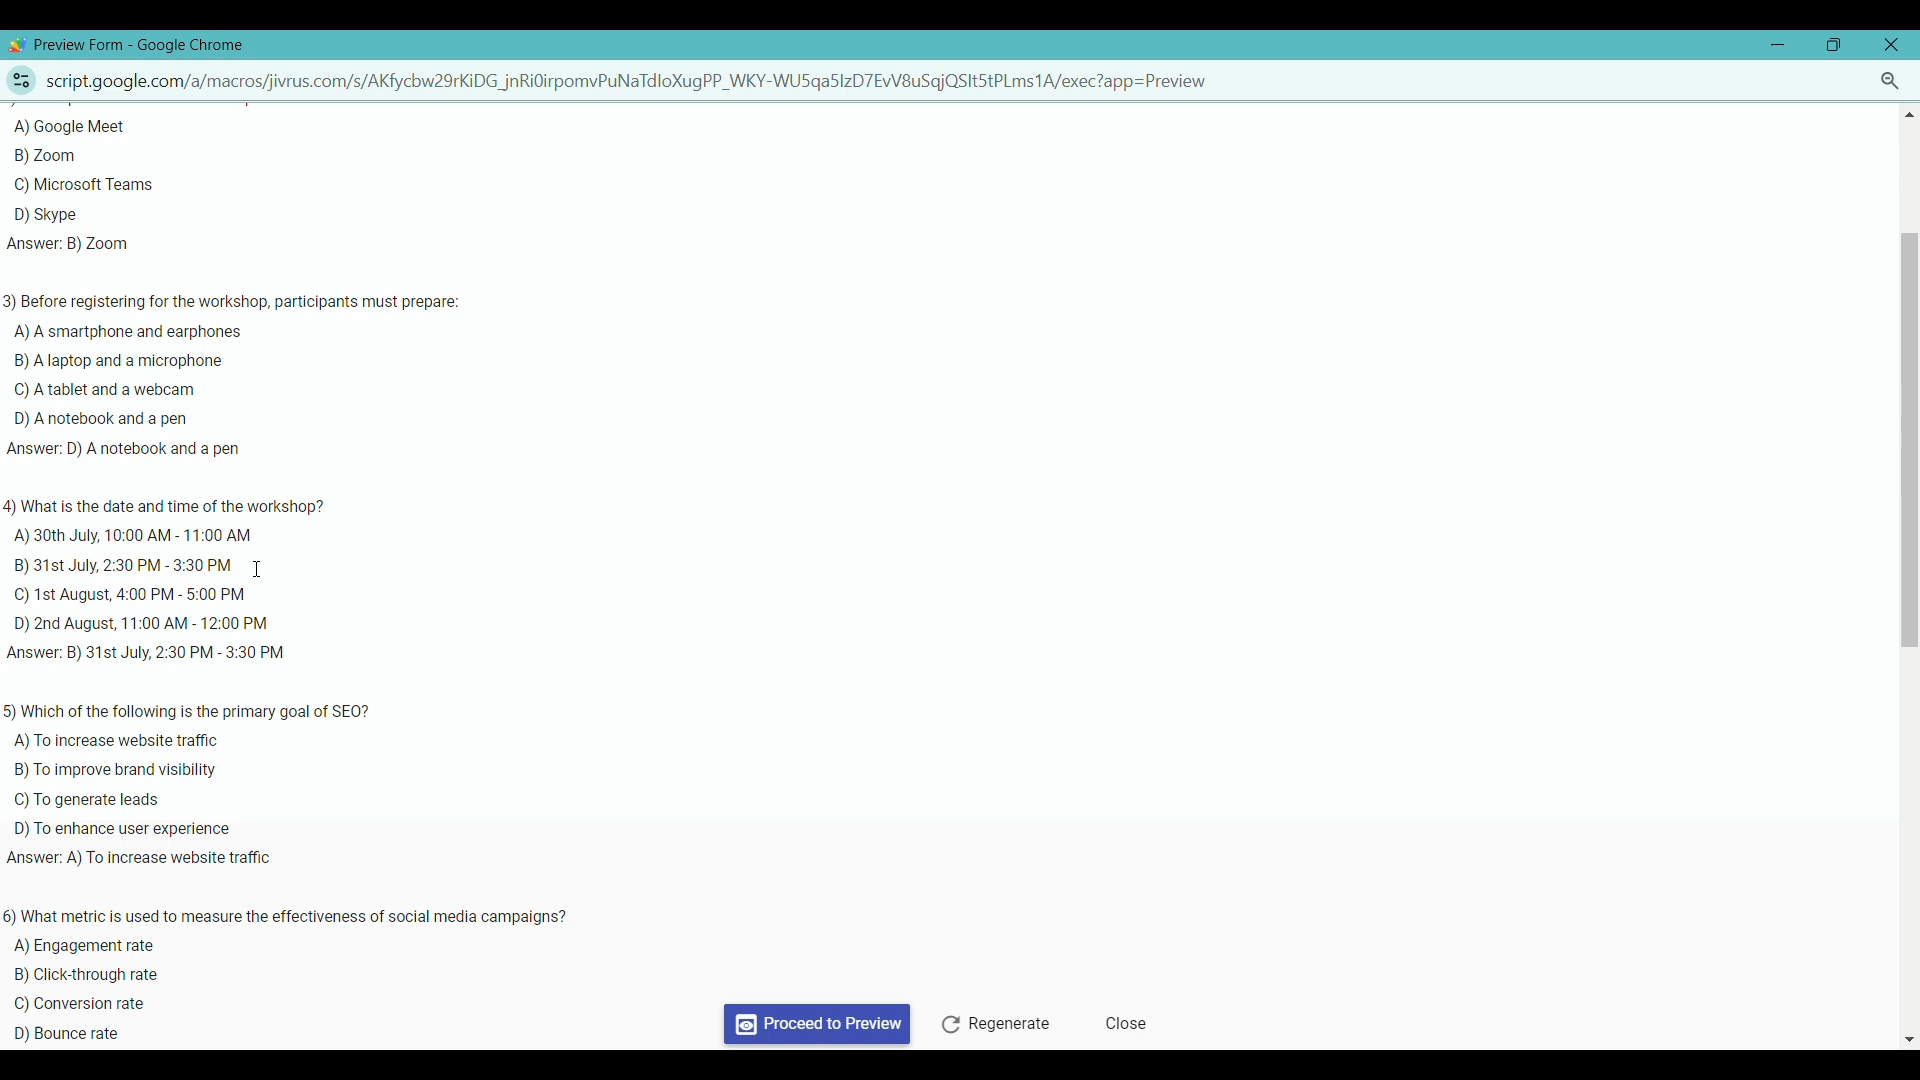 Preview Form - Google Chrome
script.google.com/a/macros/jivrus.com/s/AKfycbw29rKiDG_jnRi0irpomvPuNaTdIoXugPP_WKY-WU5qa5IzD7EvV8uSqjQSIt5tPLms1A/exec?app=Preview
A) Google Meet
B) Zoom
C) Microsoft Teams
D) Skype
Answer: B) Zoom
3) Before registering for the workshop, participants must prepare:
A) A smartphone and earphones
B) A laptop and a microphone
C) A tablet and a webcam
D) A notebook and a pen
Answer: D) A notebook and a pen
4) What is the date and time of the workshop?
A) 30th July, 10:00 AM - 11:00 AM
B) 31st July, 2:30 PM - 3:30 PM
C) 1st August, 4:00 PM - 5:00 PM
D) 2nd August, 11:00 AM - 12:00 PM
Answer: B) 31st July, 2:30 PM - 3:30 PM
5) Which of the following is the primary goal of SEO?
A) To increase website traffic
B) To improve brand visibility
C) To generate leads
D) To enhance user experience
Answer: A) To increase website traffic
6) What metric is used to measure the effectiveness of social media campaigns?
A) Engagement rate
B) Click-through rate
C) Conversion rate
D) Bounce rate
Proceed to Preview
Regenerate
Close